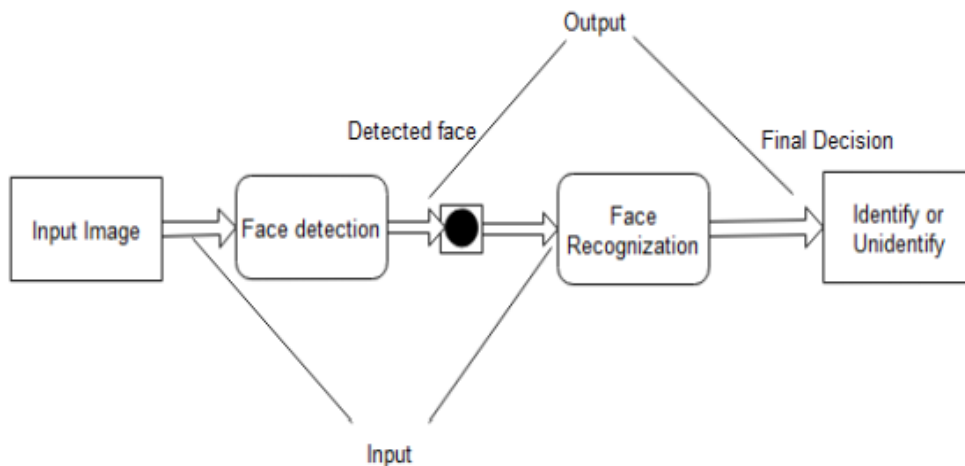 Output
Detected face
Final Decision
Input Image
Face detection
Face
Recognization
Identify or
Unidentify
Input